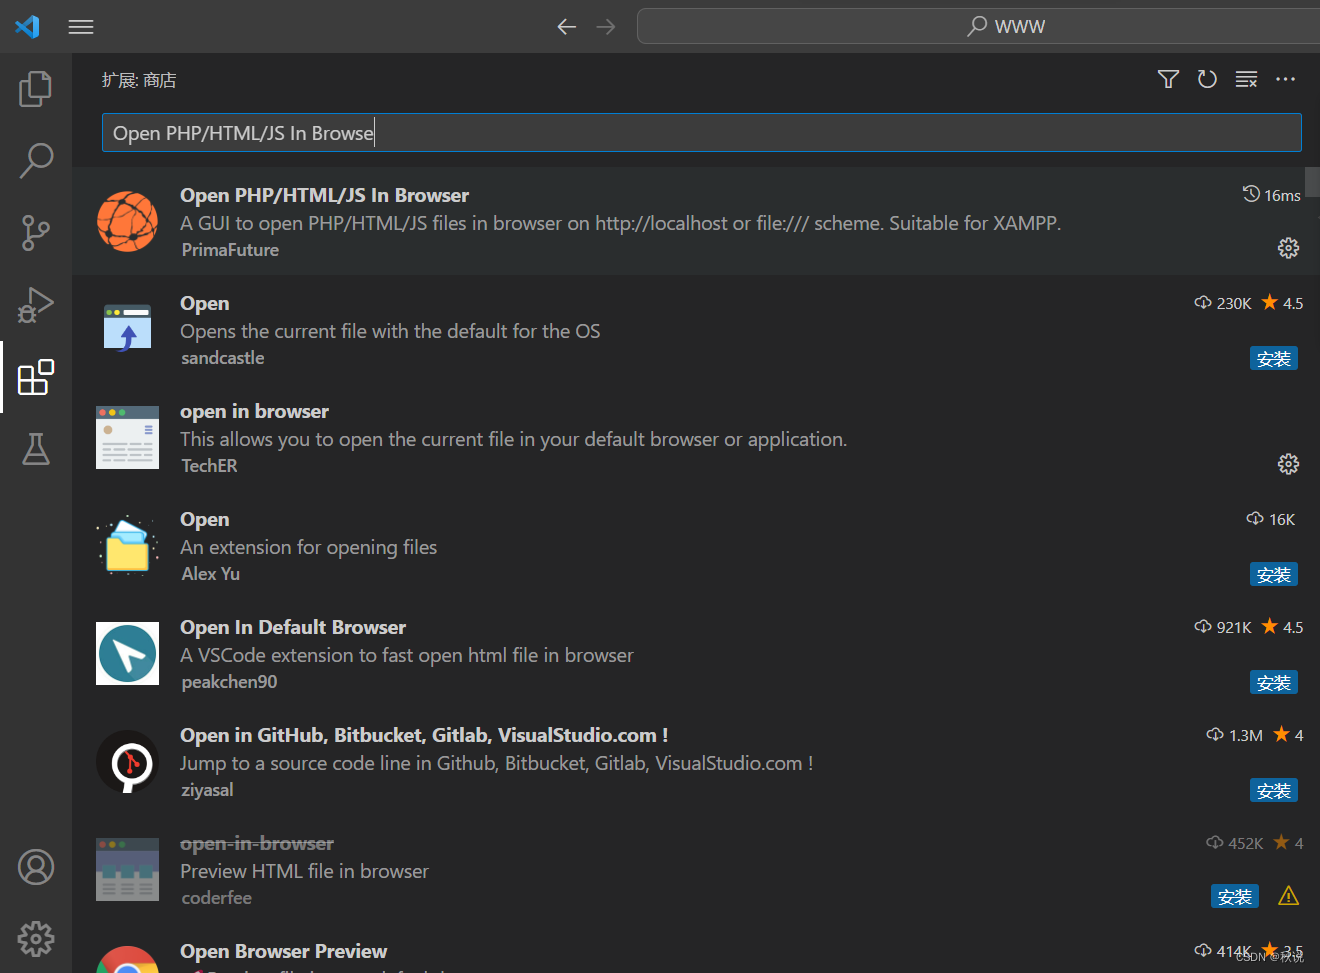 WWW
扩展: 商店
Open PHP/HTML/JS In Browse
Open PHP/HTML/JS In Browser
16ms
A GUI to open PHP/HTML/JS files in browser on http://localhost or file:/// scheme. Suitable for XAMPP.
PrimaFuture
Open
230K 4.5
Opens the current file with the default for the OS
sandcastle
安装
open in browser
This allows you to open the current file in your default browser or application.
TechER
Open
16K
An extension for opening files
Alex Yu
安装
Open In Default Browser
921K 4.5
A VSCode extension to fast open html file in browser
peakchen90
安装
Open in GitHub, Bitbucket, Gitlab, VisualStudio.com !
1.3M 4
Jump to a source code line in Github, Bitbucket, Gitlab, VisualStudio.com !
ziyasal
安装
open-in-browser
452K 4
Preview HTML file in browser
coderfee
安装
Open Browser Preview
414K 3.5
CSDN @秋说